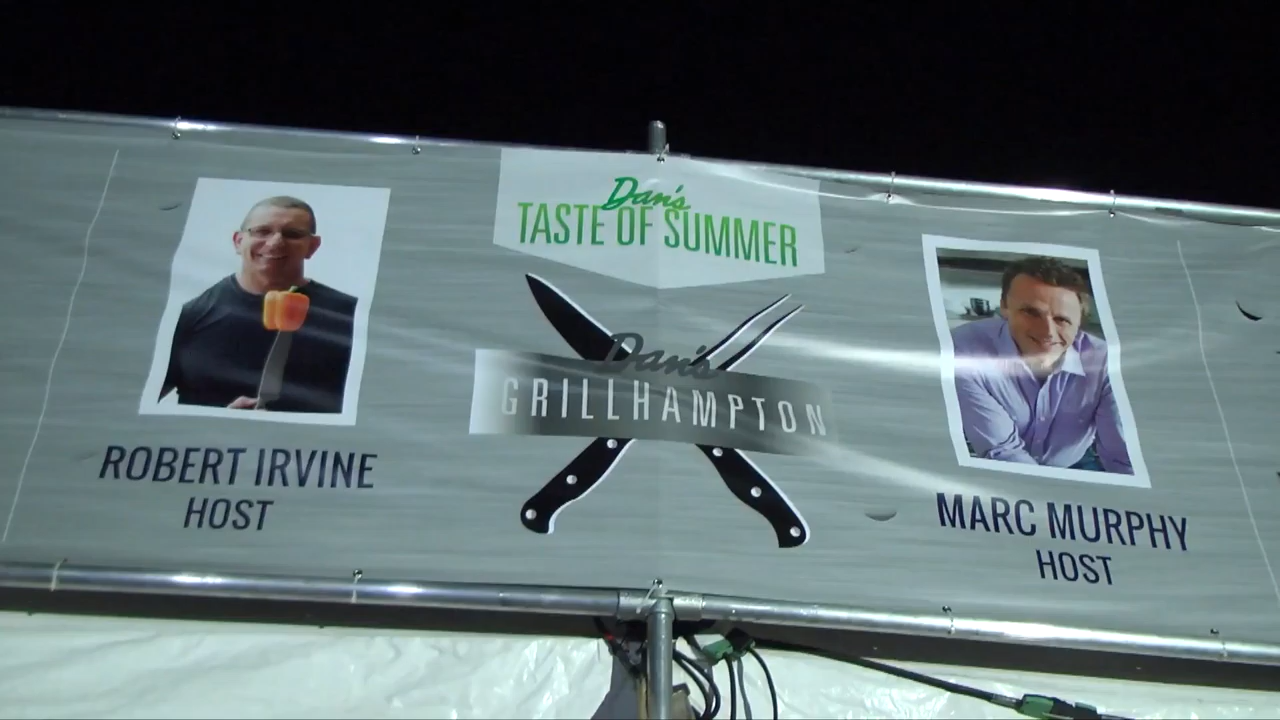 Dan's
TASTE OF SUMMER
Dan's
GRILLHAMPTON
ROBERT IRVINE
HOST
MARC MURPHY
HOST